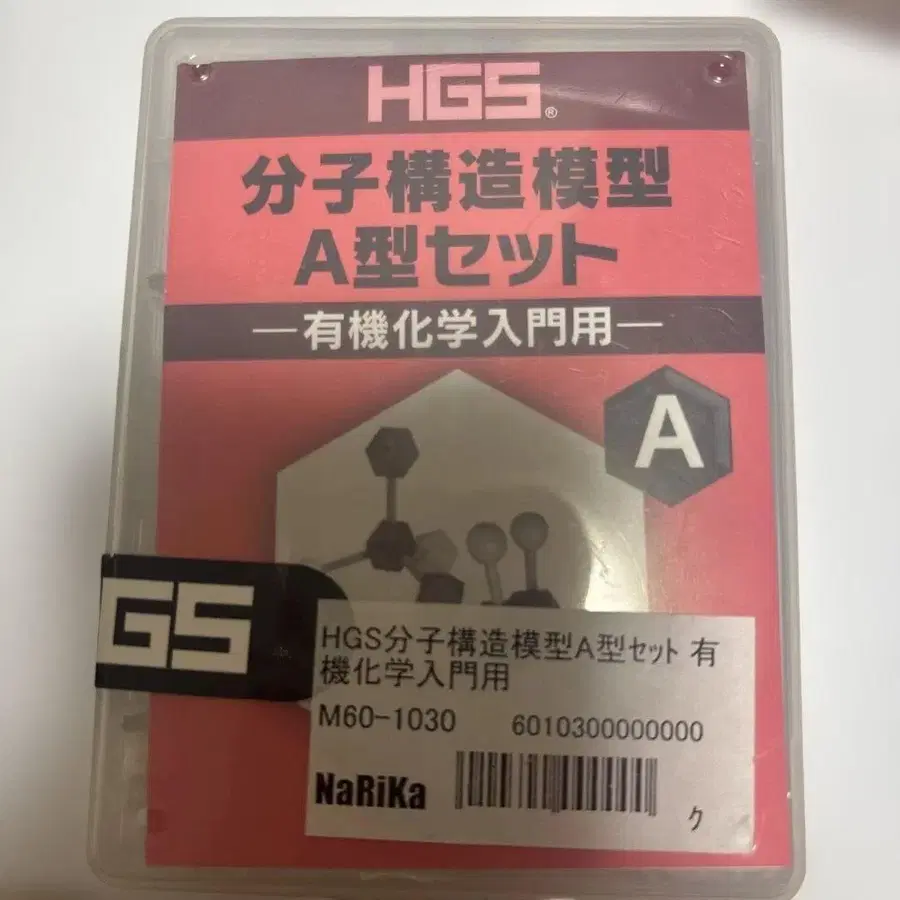 HGS®
分子構造模型
A型セット
―有機化学入門用―
A
GS
HGS分子構造模型A型ｾｯﾄ 有
機化学入門用
M60-1030 6010300000000
NaRiKa
ｸ